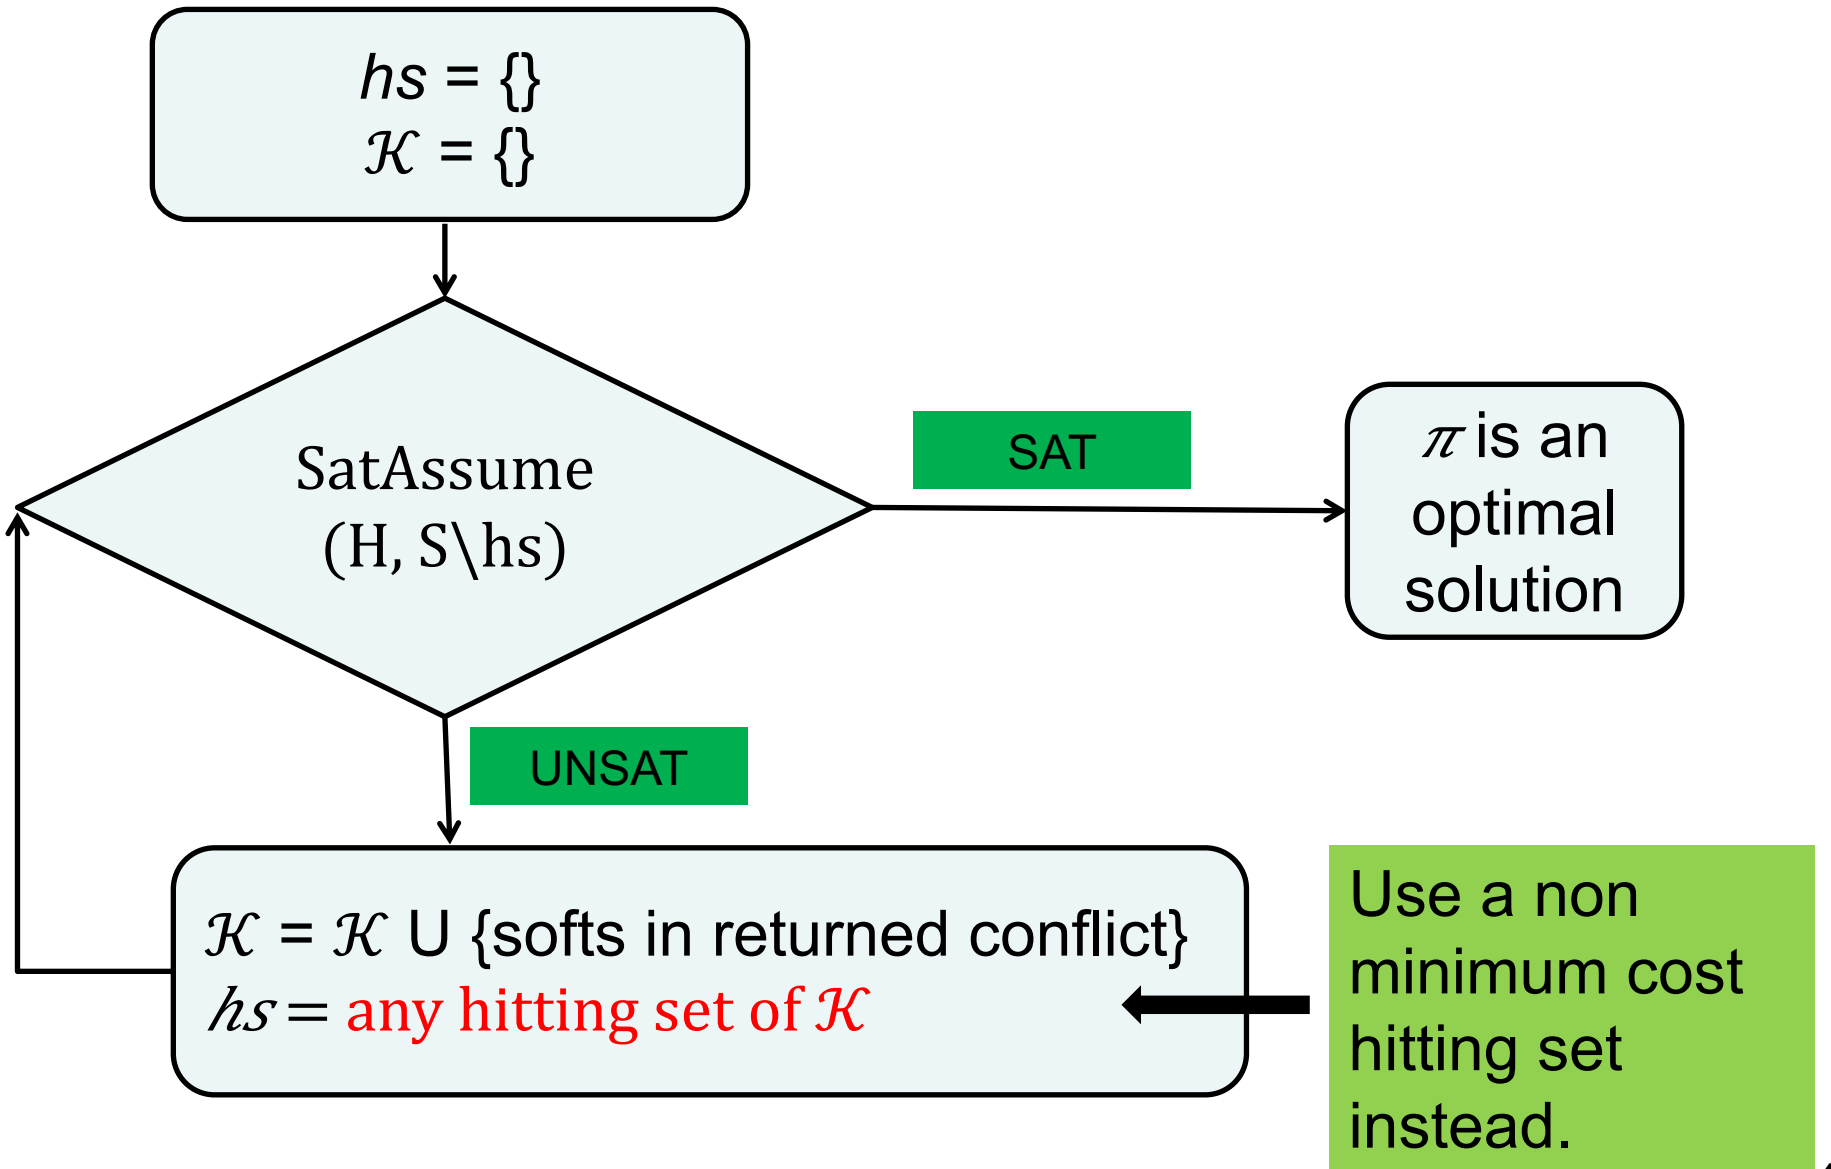 hs = {}
𝒦 = {}
SatAssume
(H, S\hs)
SAT
π is an
optimal
solution
UNSAT
𝒦 = 𝒦 U {softs in returned conflict}
hs = any hitting set of 𝒦
Use a non
minimum cost
hitting set
instead.